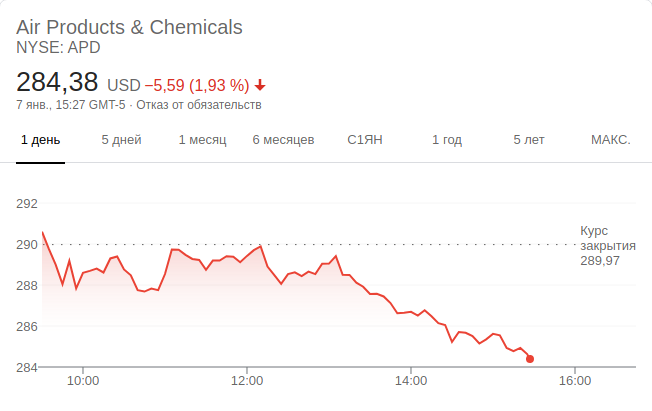 Air Products & Chemicals
NYSE: APD
284,38 USD −5,59 (1,93 %)
7 янв., 15:27 GMT-5 · Отказ от обязательств
1 день 5 дней 1 месяц 6 месяцев С1ЯН 1 год 5 лет МАКС.
292
290
288
286
284
Курс
закрытия
289,97
10:00 12:00 14:00 16:00